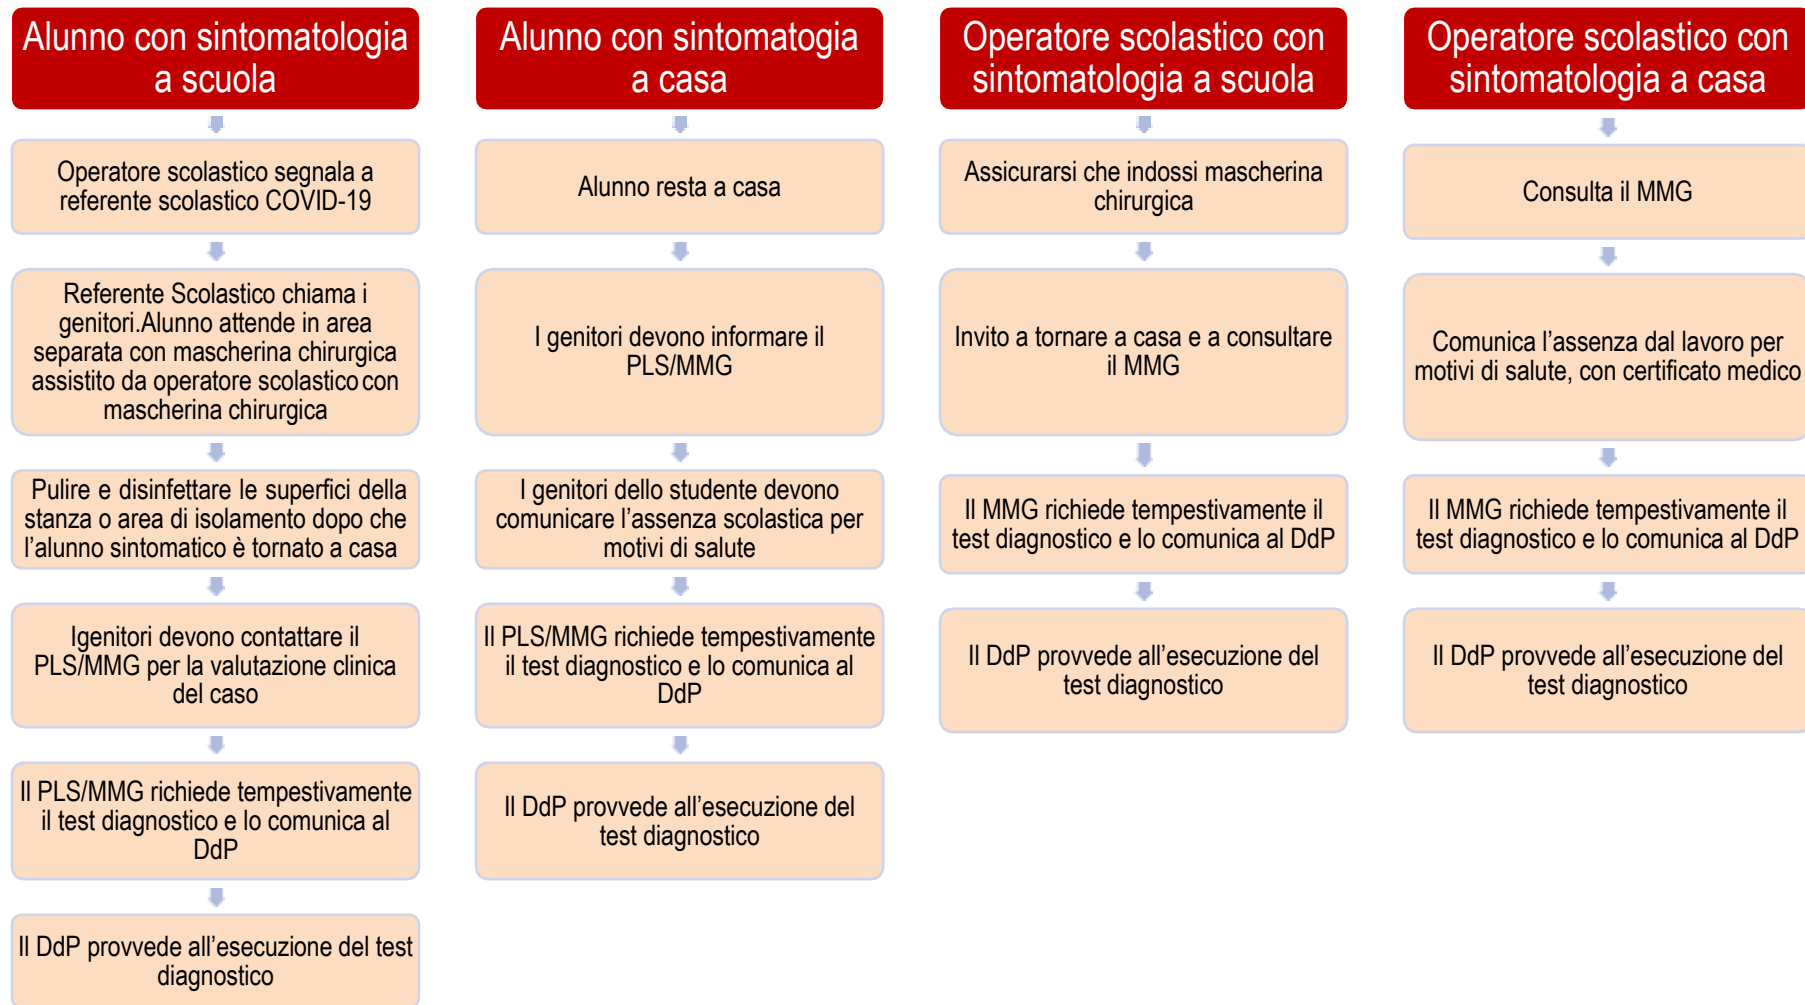 Alunno con sintomatologia
a scuola
Operatore scolastico segnala a
referente scolastico COVID-19
Referente Scolastico chiama i
genitori.Alunno attende in area
separata con mascherina chirurgica
assistito da operatore scolastico con
mascherina chirurgica
Pulire e disinfettare le superfici della
stanza o area di isolamento dopo che
l’alunno sintomatico è tornato a casa
Igenitori devono contattare il
PLS/MMG per la valutazione clinica
del caso
Il PLS/MMG richiede tempestivamente
il test diagnostico e lo comunica al
DdP
Il DdP provvede all’esecuzione del test
diagnostico
Alunno con sintomatogia
a casa
Alunno resta a casa
I genitori devono informare il
PLS/MMG
I genitori dello studente devono
comunicare l’assenza scolastica per
motivi di salute
Il PLS/MMG richiede tempestivamente
il test diagnostico e lo comunica al
DdP
Il DdP provvede all’esecuzione del
test diagnostico
Operatore scolastico con
sintomatologia a scuola
Assicurarsi che indossi mascherina
chirurgica
Invito a tornare a casa e a consultare
il MMG
Il MMG richiede tempestivamente il
test diagnostico e lo comunica al DdP
Il DdP provvede all’esecuzione del
test diagnostico
Operatore scolastico con
sintomatologia a casa
Consulta il MMG
Comunica l’assenza dal lavoro per
motivi di salute, con certificato medico
Il MMG richiede tempestivamente il
test diagnostico e lo comunica al DdP
Il DdP provvede all’esecuzione del
test diagnostico